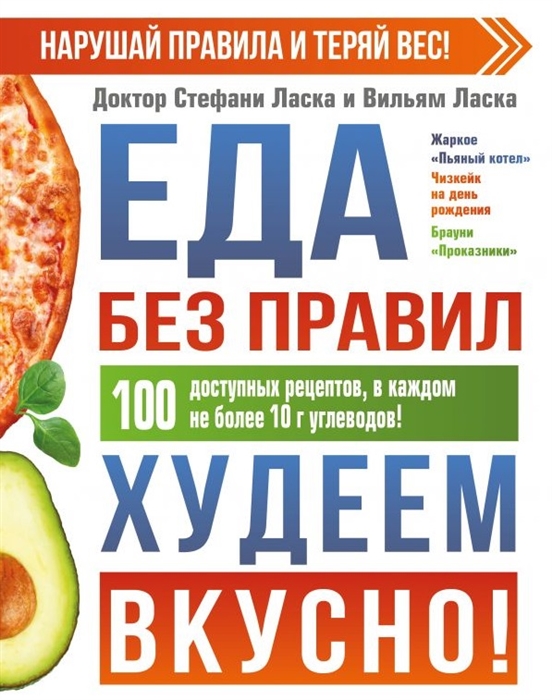 НАРУШАЙ ПРАВИЛА И ТЕРЯЙ ВЕС!
Доктор Стефани Ласка и Вильям Ласка
ЕДА
Жаркое
«Пьяный котел»
Чизкейк
на день
рождения
Брауни
«Проказники»
БЕЗ ПРАВИЛ
100 доступных рецептов, в каждом
не более 10 г углеводов!
ХУДЕЕМ
ВКУСНО!